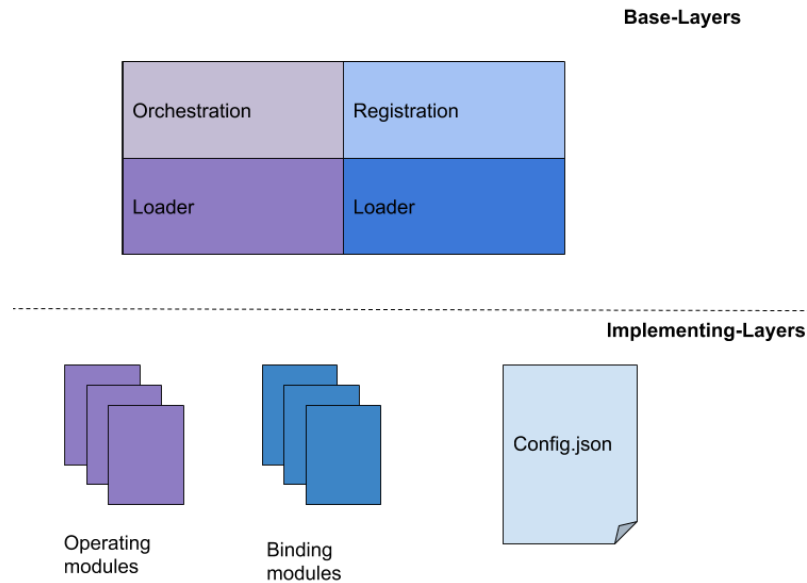 Base-Layers
Orchestration
Registration
Loader
Loader
Implementing-Layers
Config.json
Operating
modules
Binding
modules